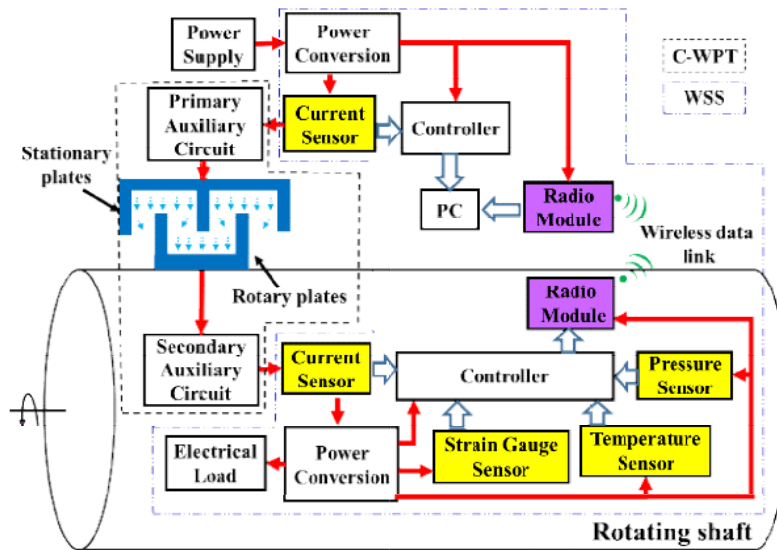 Power
Supply
Power
Conversion
C-WPT
WSS
Primary
Auxiliary
Circuit
Current
Sensor
Controller
Stationary
plates
PC
Radio
Module
Wireless data
link
Rotary plates
Radio
Module
Secondary
Auxiliary
Circuit
Current
Sensor
Controller
Pressure
Sensor
Electrical
Load
Power
Conversion
Strain Gauge
Sensor
Temperature
Sensor
Rotating shaft